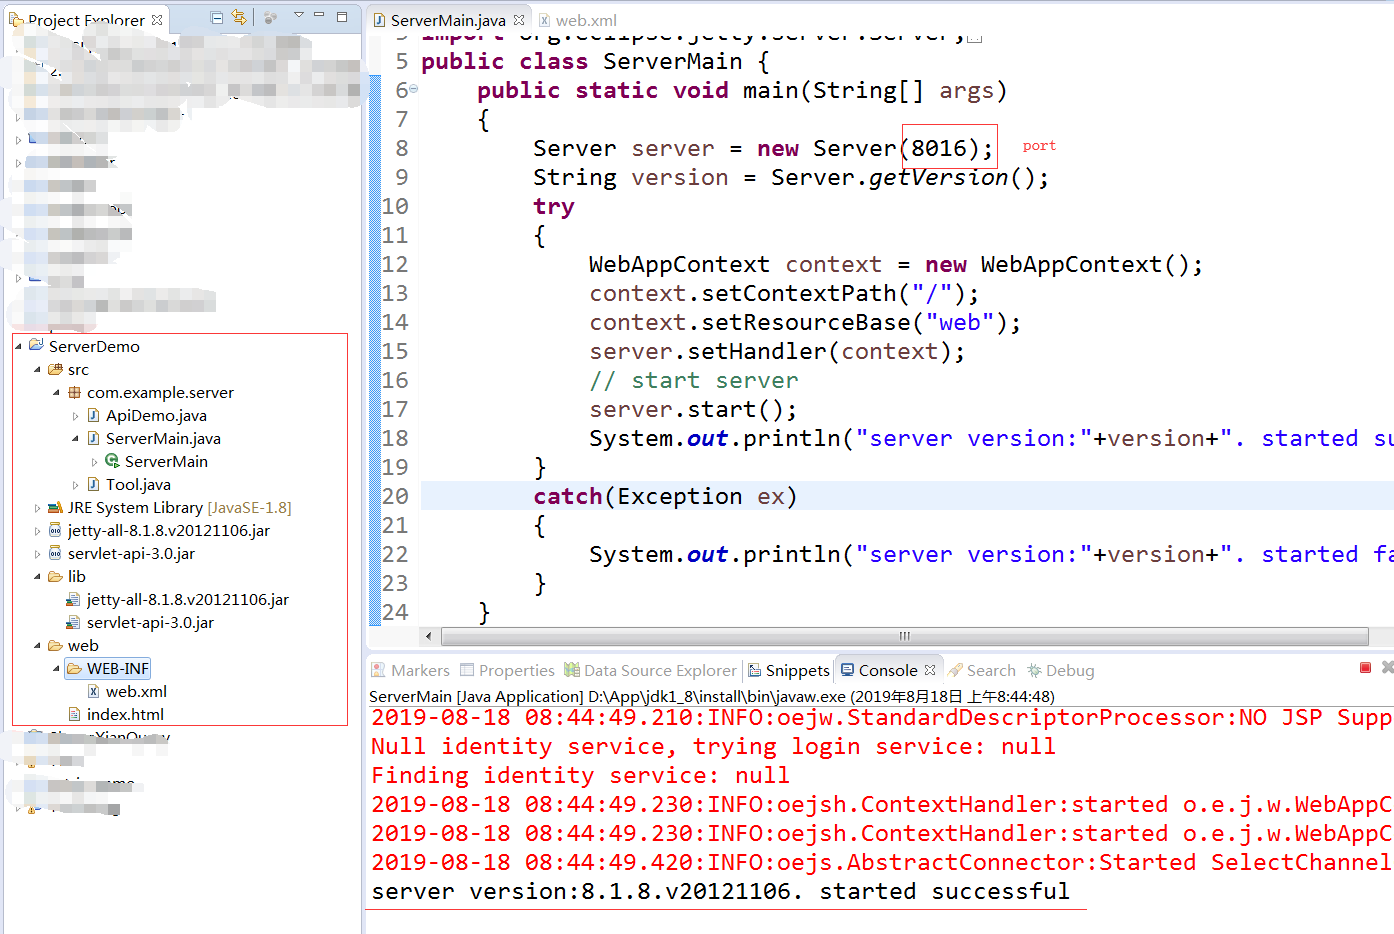 Project Explorer
ServerDemo
src
com.example.server
ApiDemo.java
ServerMain.java
ServerMain
Tool.java
JRE System Library [JavaSE-1.8]
jetty-all-8.1.8.v20121106.jar
servlet-api-3.0.jar
lib
jetty-all-8.1.8.v20121106.jar
servlet-api-3.0.jar
web
WEB-INF
web.xml
index.html
ServerMain.java
web.xml
import org.eclipse.jetty.server.Server;
5 public class ServerMain {
6 public static void main(String[] args)
7 {
8 Server server = new Server(8016); port
9 String version = Server.getVersion();
10 try
11 {
12 WebAppContext context = new WebAppContext();
13 context.setContextPath("/");
14 context.setResourceBase("web");
15 server.setHandler(context);
16 // start server
17 server.start();
18 System.out.println("server version:"+version+". started su
19 }
20 catch(Exception ex)
21 {
22 System.out.println("server version:"+version+". started fa
23 }
24 }
Markers Properties Data Source Explorer Snippets Console Search Debug
ServerMain [Java Application] D:\App\jdk1_8\install\bin\javaw.exe (2019年8月18日 上午8:44:48)
2019-08-18 08:44:49.210:INFO:oejw.StandardDescriptorProcessor:NO JSP Supp
Null identity service, trying login service: null
Finding identity service: null
2019-08-18 08:44:49.230:INFO:oejsh.ContextHandler:started o.e.j.w.WebAppC
2019-08-18 08:44:49.230:INFO:oejsh.ContextHandler:started o.e.j.w.WebAppC
2019-08-18 08:44:49.420:INFO:oejs.AbstractConnector:Started SelectChannel
server version:8.1.8.v20121106. started successful